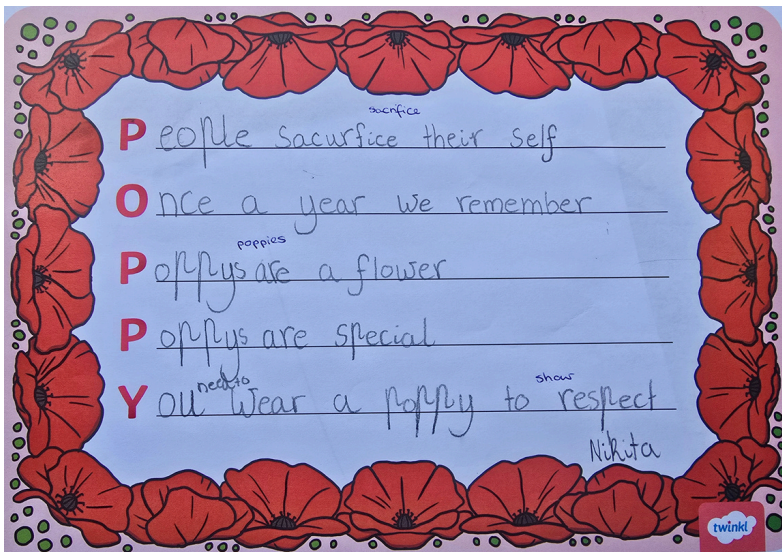 sacrifice
People sacurfice their self
Once a year we remember
poppies
Poppys are a flower
Poppys are special
need to show
You Wear a poppy to respect
Nikita
twinkl